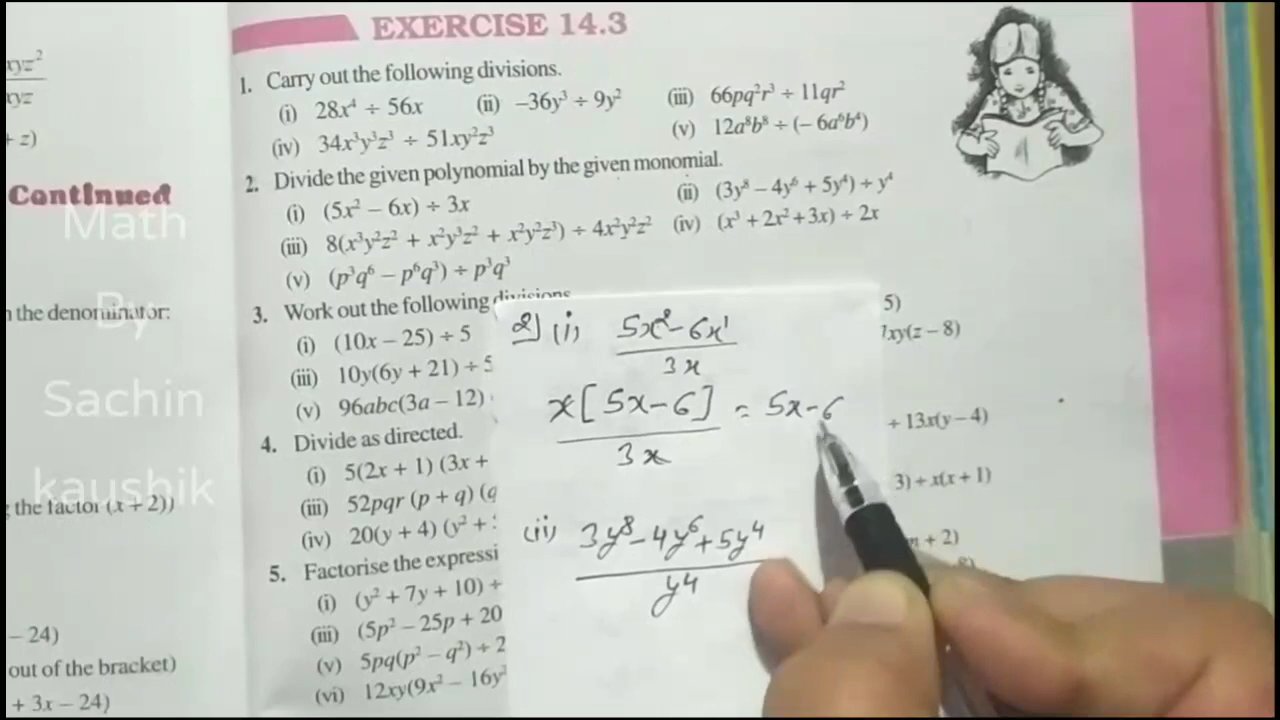 EXERCISE 14.3
xyz²
xyz
+ z)
Continued
Math
By
Sachin
kaushik
n the denominator:
g the factor (x + 2))
– 24)
out of the bracket)
+ 3x – 24)
1. Carry out the following divisions.
(i) 28x⁴ ÷ 56x (ii) –36y³ ÷ 9y² (iii) 66pq²r³ ÷ 11qr²
(iv) 34x³y³z³ ÷ 51xy²z³ (v) 12a⁸b⁸ ÷ (– 6a⁶b⁴)
2. Divide the given polynomial by the given monomial.
(i) (5x² – 6x) ÷ 3x (ii) (3y⁸ – 4y⁶ + 5y⁴) ÷ y⁴
(iii) 8(x³y²z² + x²y³z² + x²y²z³) ÷ 4x²y²z² (iv) (x³ + 2x² + 3x) ÷ 2x
(v) (p³q⁶ – p⁶q³) ÷ p³q³
3. Work out the following divisions
(i) (10x – 25) ÷ 5 5)
(iii) 10y(6y + 21) ÷ 5 xy(z – 8)
(v) 96abc(3a – 12)
4. Divide as directed. + 13x(y – 4)
(i) 5(2x + 1) (3x + 3) ÷ x(x + 1)
(iii) 52pqr (p + q) (q
(iv) 20(y + 4) (y² + + 2)
5. Factorise the expressi
(i) (y² + 7y + 10) ÷
(iii) (5p² – 25p + 20
(v) 5pq(p² – q²) ÷ 2
(vi) 12xy(9x² – 16y²
2) (i) 5x² – 6x¹
3x
x[5x – 6] = 5x – 6
3x
(ii) 3y⁸ – 4y⁶ + 5y⁴
y⁴